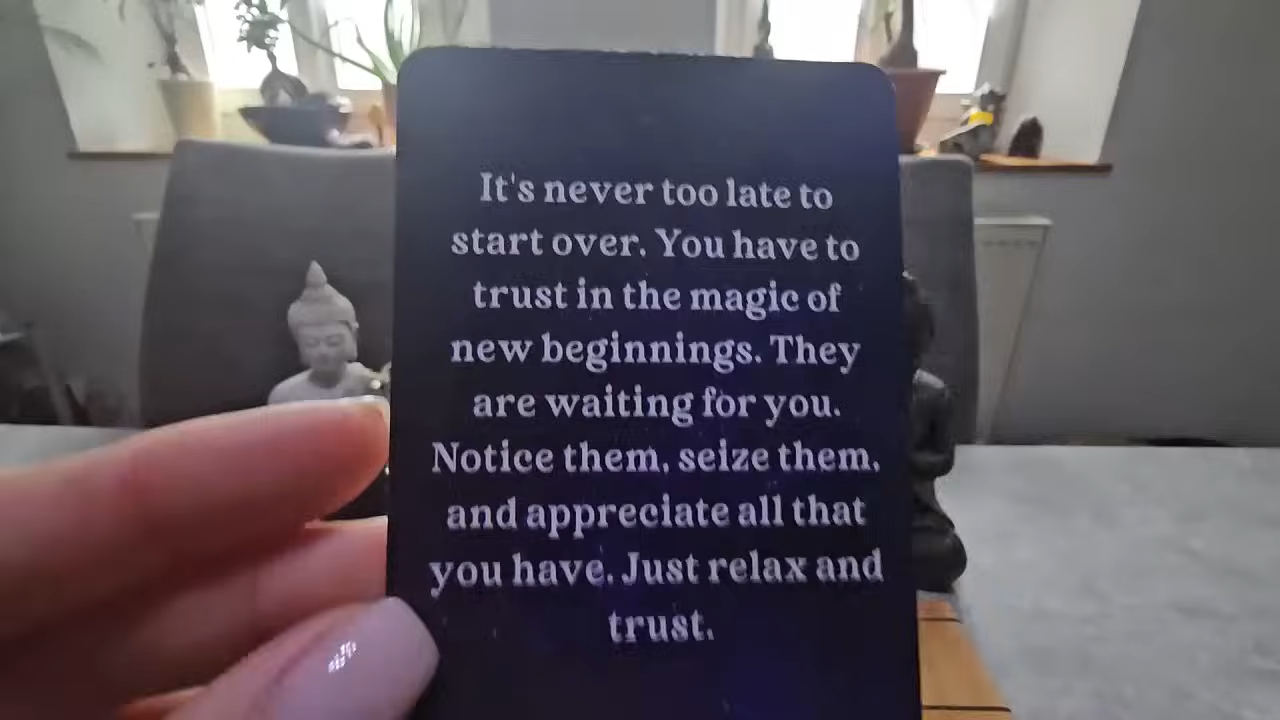 It's never too late to
start over. You have to
trust in the magic of
new beginnings. They
are waiting for you.
Notice them, seize them,
and appreciate all that
you have. Just relax and
trust.